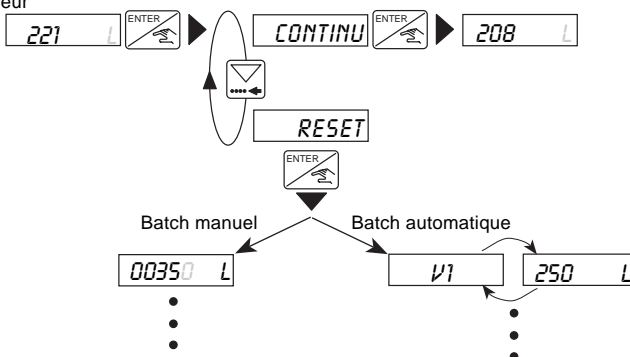 eur
221 L ENTER CONTINU ENTER 208 L
RESET
ENTER
Batch manuel Batch automatique
00350 L V1 250 L